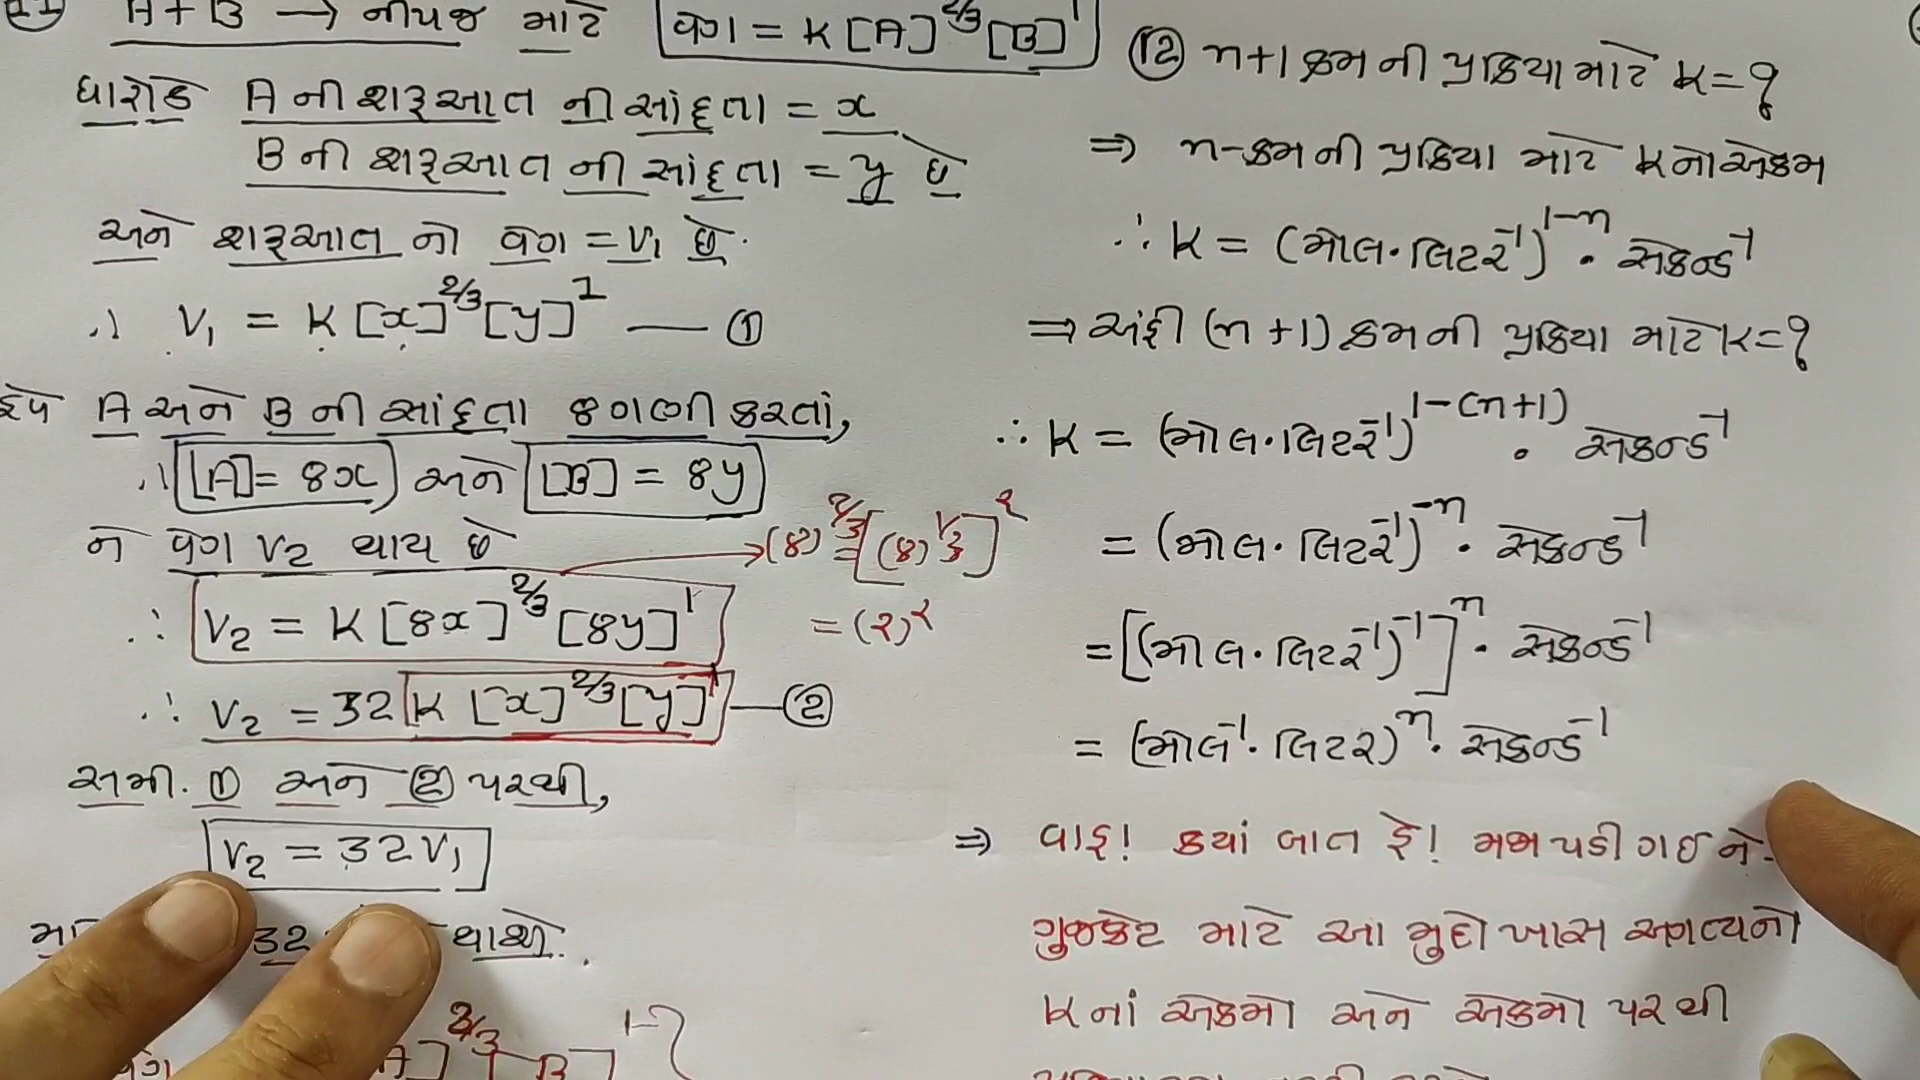 A + B → નીપજ માટે વેગ = K [A]^2/3 [B]^1
ધારોકે A ની શરૂઆત ની સાંદ્રતા = x
B ની શરૂઆત ની સાંદ્રતા = y છે
અને શરૂઆત નો વેગ = V₁ છે.
∴ V₁ = K [x]^2/3 [y]^1 — ①
હવે A અને B ની સાંદ્રતા 8 ગણી કરતાં,
∴ [A] = 8x અને [B] = 8y
ને વેગ V₂ થાય છે
→ (8)^2/3 = [(8)^1/3]^2
= (2)^2
∴ V₂ = K [8x]^2/3 [8y]^1
∴ V₂ = 32 K [x]^2/3 [y]^1 — ②
સમી. ① અને ② પરથી,
V₂ = 32 V₁
32 થાશે.
A]^2/3 [B]^1
⑫ n+1 ક્રમ ની પ્રક્રિયા માટે K = ?
⇒ n-ક્રમ ની પ્રક્રિયા માટે K નો એકમ
∴ K = (મોલ·લિટર^-1)^1-n · સેકન્ડ^-1
⇒ અહીં (n+1) ક્રમ ની પ્રક્રિયા માટે K = ?
∴ K = (મોલ·લિટર^-1)^1-(n+1) · સેકન્ડ^-1
= (મોલ·લિટર^-1)^-n · સેકન્ડ^-1
= [(મોલ·લિટર^-1)^-1]^n · સેકન્ડ^-1
= (મોલ^-1·લિટર)^n · સેકન્ડ^-1
⇒ વાહ! ક્યાં બાત હૈ! મજા પડી ગઈ ને.
ગુજકેટ માટે આ મુદ્દો ખાસ અગત્યનો
K નાં એકમો અને એકમો પરથી